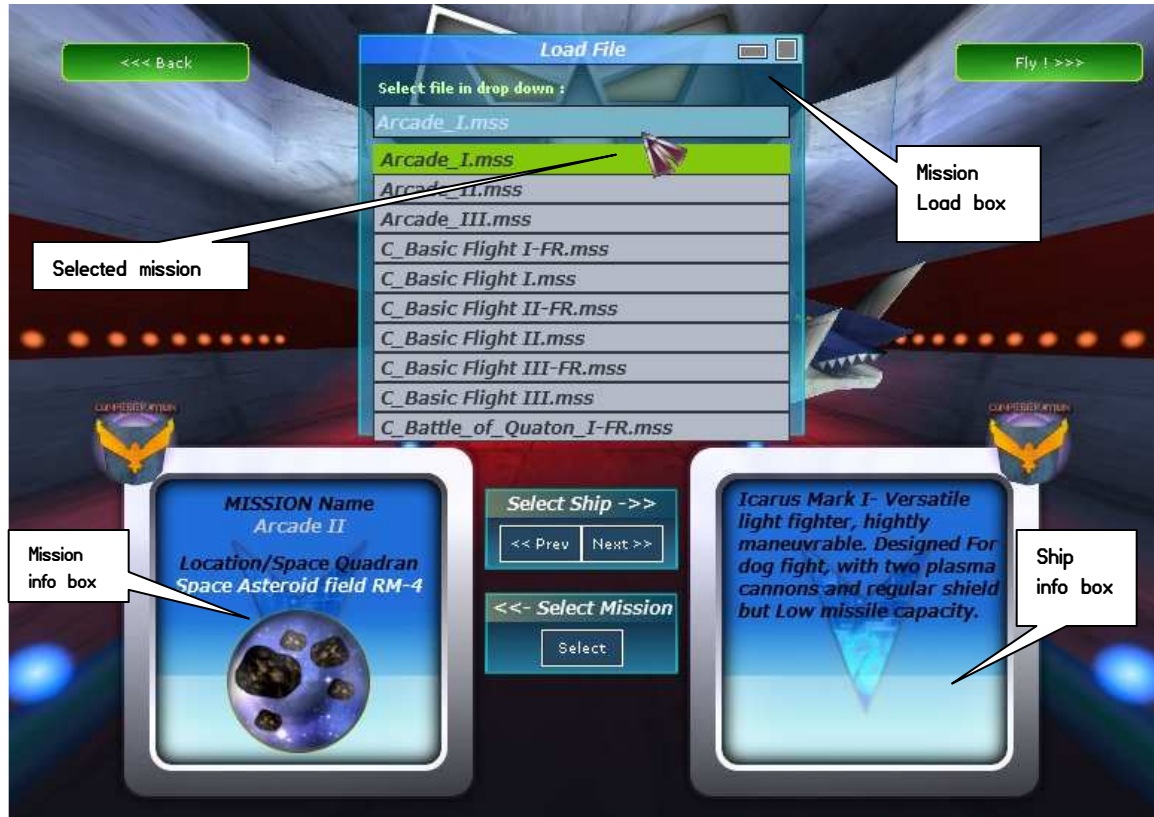 <<< Back
Load File
Fly ! >>>
Select file in drop down :
Arcade_I.mss
Arcade_I.mss
Arcade_II.mss
Arcade_III.mss
C_Basic Flight I-FR.mss
C_Basic Flight I.mss
C_Basic Flight II-FR.mss
C_Basic Flight II.mss
C_Basic Flight III-FR.mss
C_Basic Flight III.mss
C_Battle_of_Quaton_I-FR.mss
Mission
Load box
Selected mission
CONFEDERATION
CONFEDERATION
MISSION Name
Arcade II
Location/Space Quadran
Space Asteroid field RM-4
Mission
info box
Select Ship ->>
<< Prev
Next >>
<<- Select Mission
Select
Icarus Mark I- Versatile
light fighter, hightly
maneuvrable. Designed For
dog fight, with two plasma
cannons and regular shield
but Low missile capacity.
Ship
info box